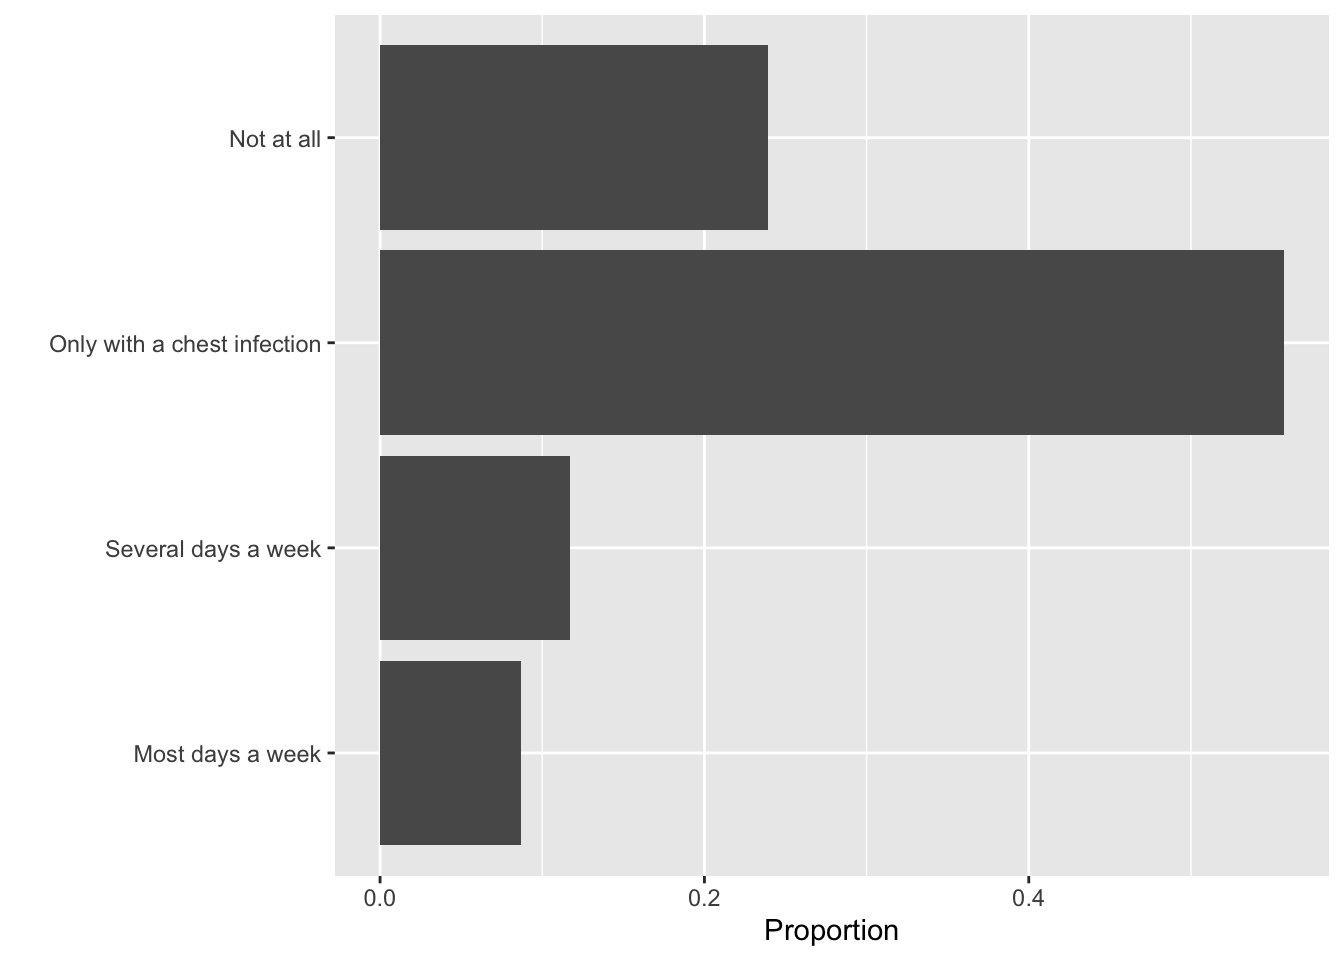 Not at all
Only with a chest infection
Several days a week
Most days a week
0.0
0.2
0.4
Proportion